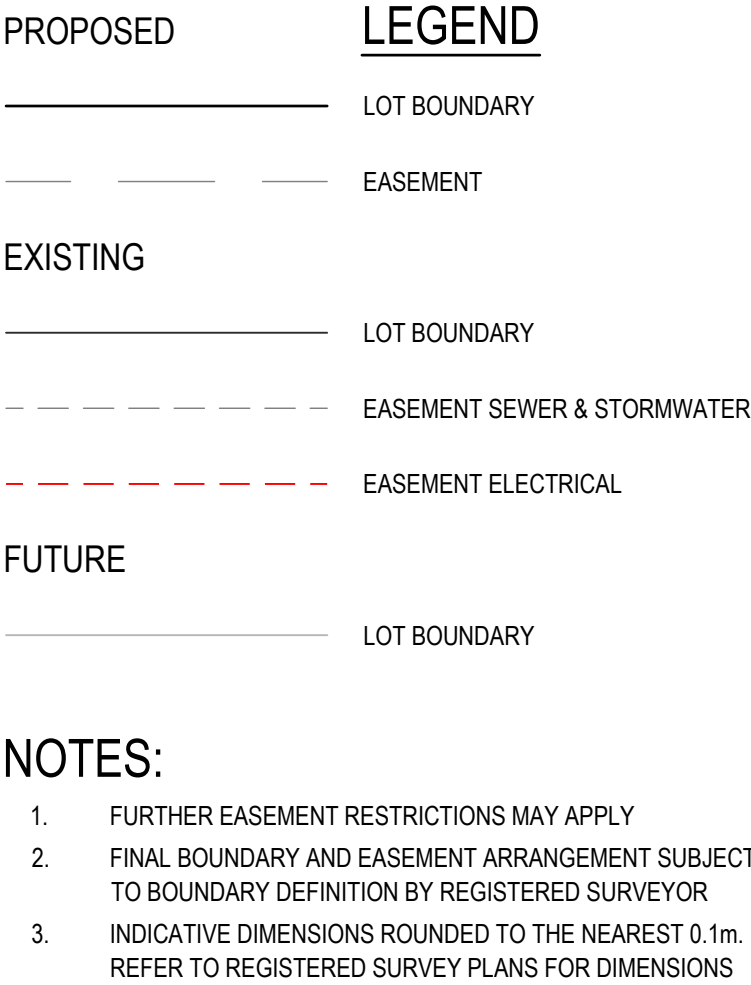 PROPOSED
LEGEND
LOT BOUNDARY
EASEMENT
EXISTING
LOT BOUNDARY
EASEMENT SEWER & STORMWATER
EASEMENT ELECTRICAL
FUTURE
LOT BOUNDARY
NOTES:
1. FURTHER EASEMENT RESTRICTIONS MAY APPLY
2. FINAL BOUNDARY AND EASEMENT ARRANGEMENT SUBJECT
TO BOUNDARY DEFINITION BY REGISTERED SURVEYOR
3. INDICATIVE DIMENSIONS ROUNDED TO THE NEAREST 0.1m.
REFER TO REGISTERED SURVEY PLANS FOR DIMENSIONS